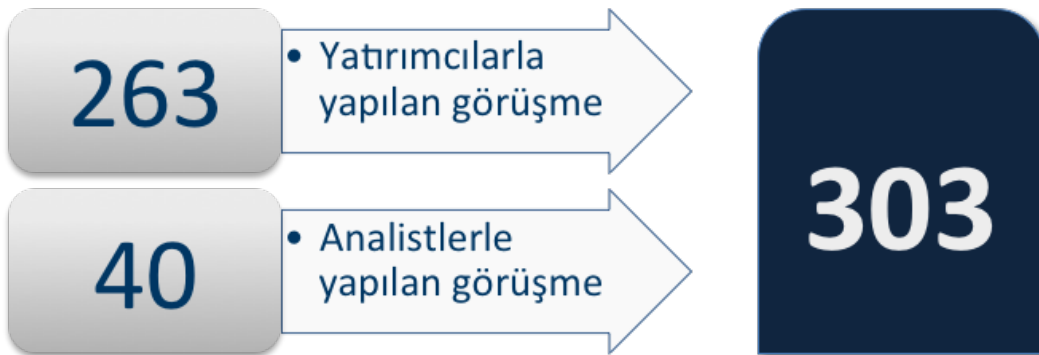 263
• Yatırımcılarla
yapılan görüşme
40
• Analistlerle
yapılan görüşme
303